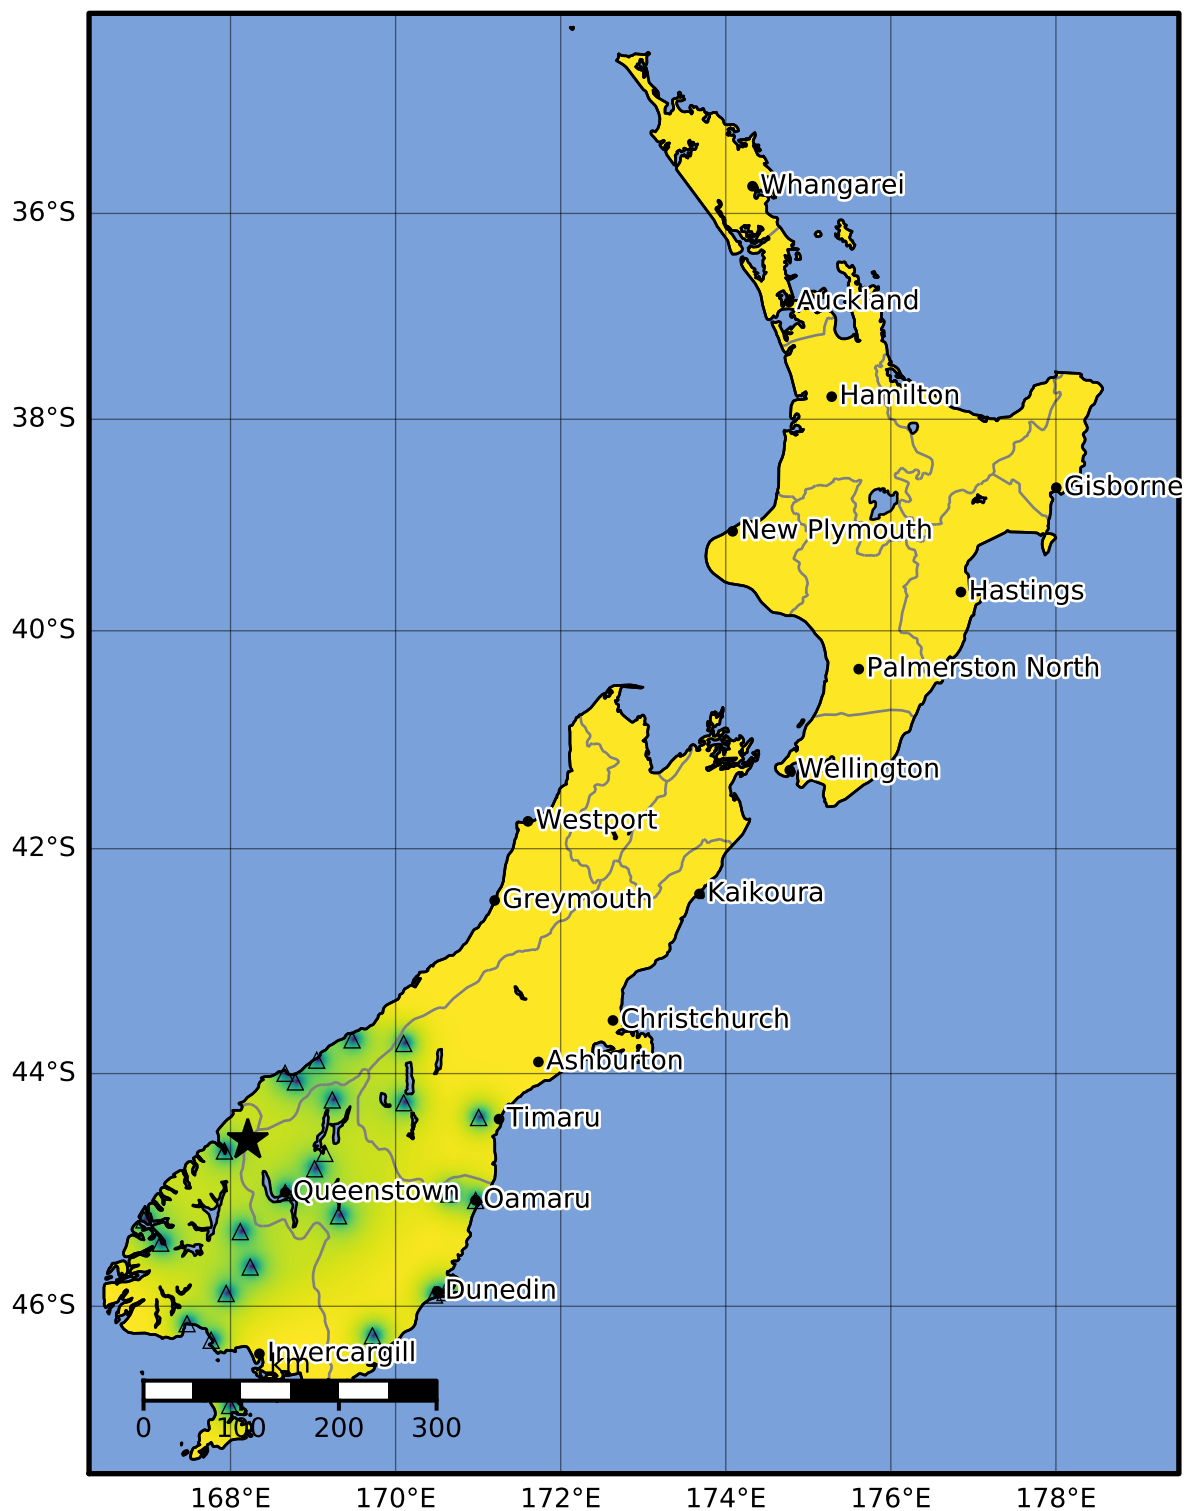 Whangarei
36°S
Auckland
Hamilton
38°S
Gisborne
New Plymouth
Hastings
40°S
Palmerston North
Wellington
Westport
42°S
Kaikoura
Greymouth
Christchurch
Ashburton
44°S
Timaru
Queenstown
Oamaru
Dunedin
46°S
Invercargill
km
0 100 200 300
168°E 170°E 172°E 174°E 176°E 178°E